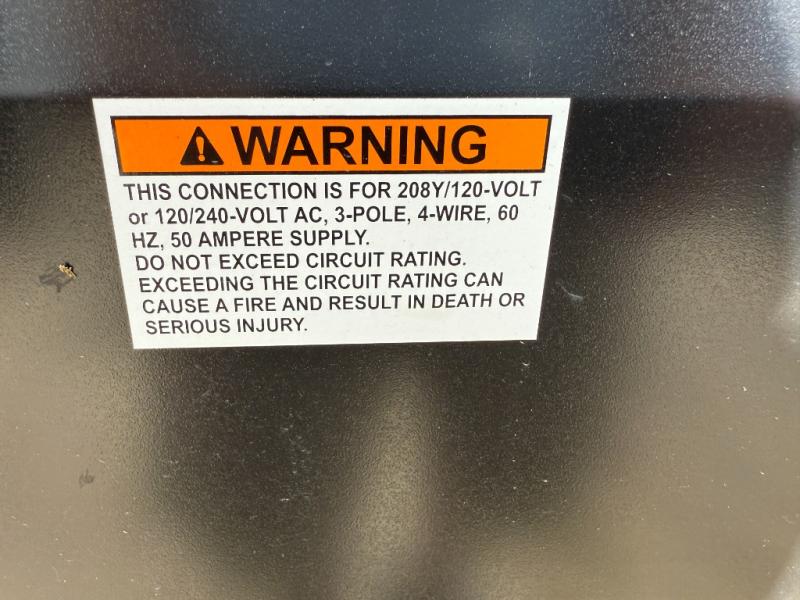 WARNING
THIS CONNECTION IS FOR 208Y/120-VOLT
or 120/240-VOLT AC, 3-POLE, 4-WIRE, 60
HZ, 50 AMPERE SUPPLY.
DO NOT EXCEED CIRCUIT RATING.
EXCEEDING THE CIRCUIT RATING CAN
CAUSE A FIRE AND RESULT IN DEATH OR
SERIOUS INJURY.